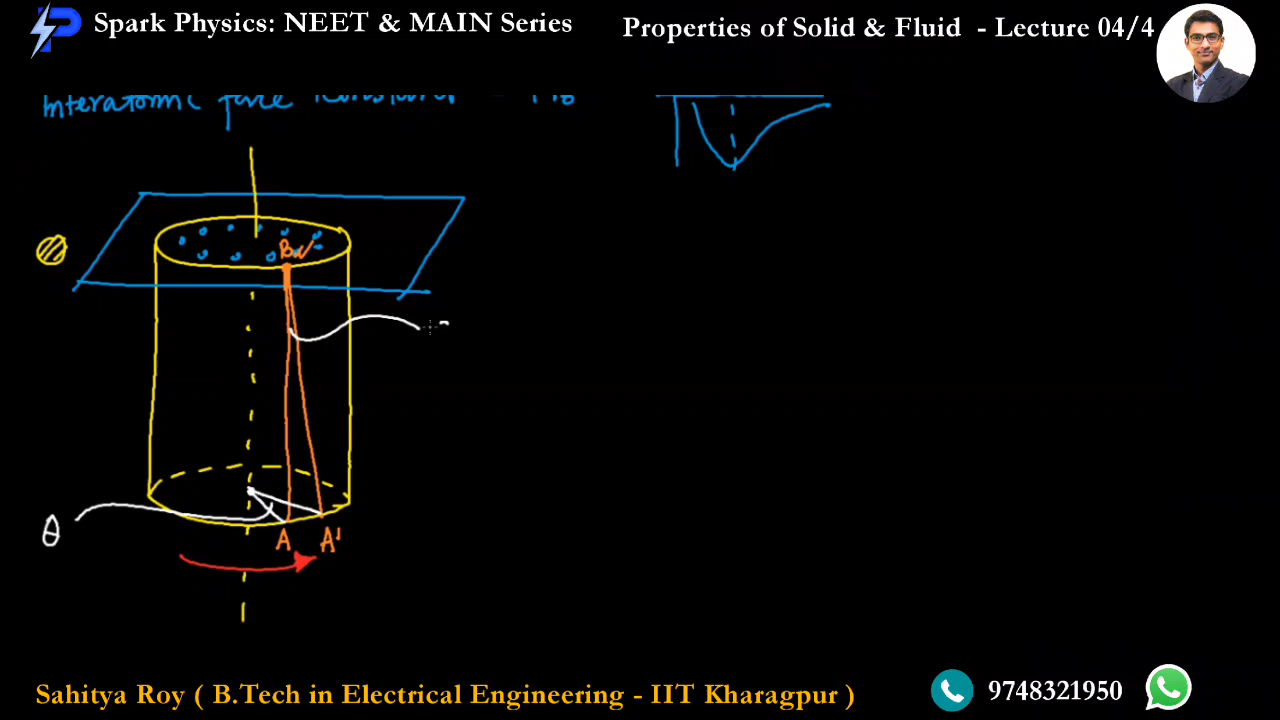 Spark Physics: NEET & MAIN Series
Properties of Solid & Fluid - Lecture 04/4
Interatomic force
B
θ
A A'
Sahitya Roy ( B.Tech in Electrical Engineering - IIT Kharagpur )
9748321950